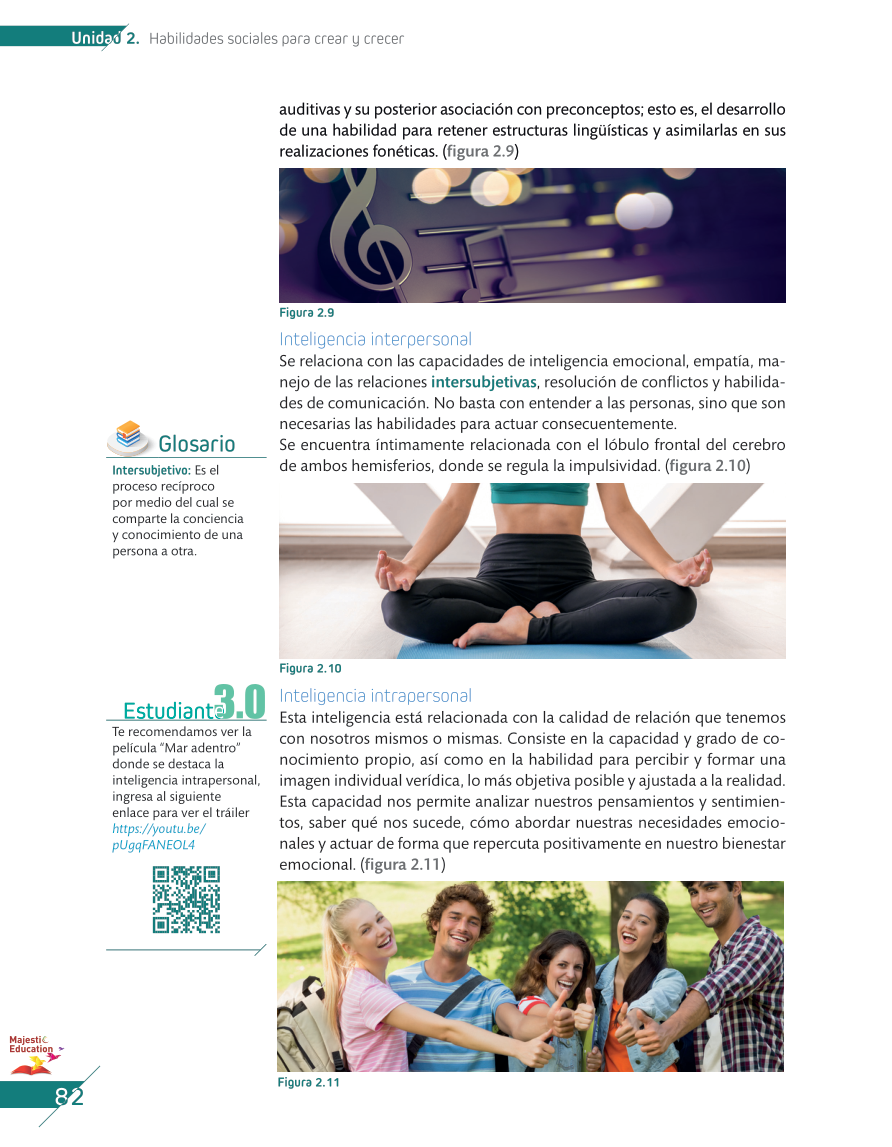 Unidad 2. Habilidades sociales para crear y crecer
auditivas y su posterior asociación con preconceptos; esto es, el desarrollo
de una habilidad para retener estructuras lingüísticas y asimilarlas en sus
realizaciones fonéticas. (figura 2.9)
Figura 2.9
Inteligencia interpersonal
Se relaciona con las capacidades de inteligencia emocional, empatía, ma-
nejo de las relaciones intersubjetivas, resolución de conflictos y habilida-
des de comunicación. No basta con entender a las personas, sino que son
necesarias las habilidades para actuar consecuentemente.
Se encuentra íntimamente relacionada con el lóbulo frontal del cerebro
de ambos hemisferios, donde se regula la impulsividad. (figura 2.10)
Glosario
Intersubjetivo: Es el
proceso recíproco
por medio del cual se
comparte la conciencia
y conocimiento de una
persona a otra.
Figura 2.10
Estudiante 3.0
Te recomendamos ver la
película “Mar adentro”
donde se destaca la
inteligencia intrapersonal,
ingresa al siguiente
enlace para ver el tráiler
https://youtu.be/
pUgqFANEOL4
Inteligencia intrapersonal
Esta inteligencia está relacionada con la calidad de relación que tenemos
con nosotros mismos o mismas. Consiste en la capacidad y grado de co-
nocimiento propio, así como en la habilidad para percibir y formar una
imagen individual verídica, lo más objetiva posible y ajustada a la realidad.
Esta capacidad nos permite analizar nuestros pensamientos y sentimien-
tos, saber qué nos sucede, cómo abordar nuestras necesidades emocio-
nales y actuar de forma que repercuta positivamente en nuestro bienestar
emocional. (figura 2.11)
Figura 2.11
Majestic
Education
82